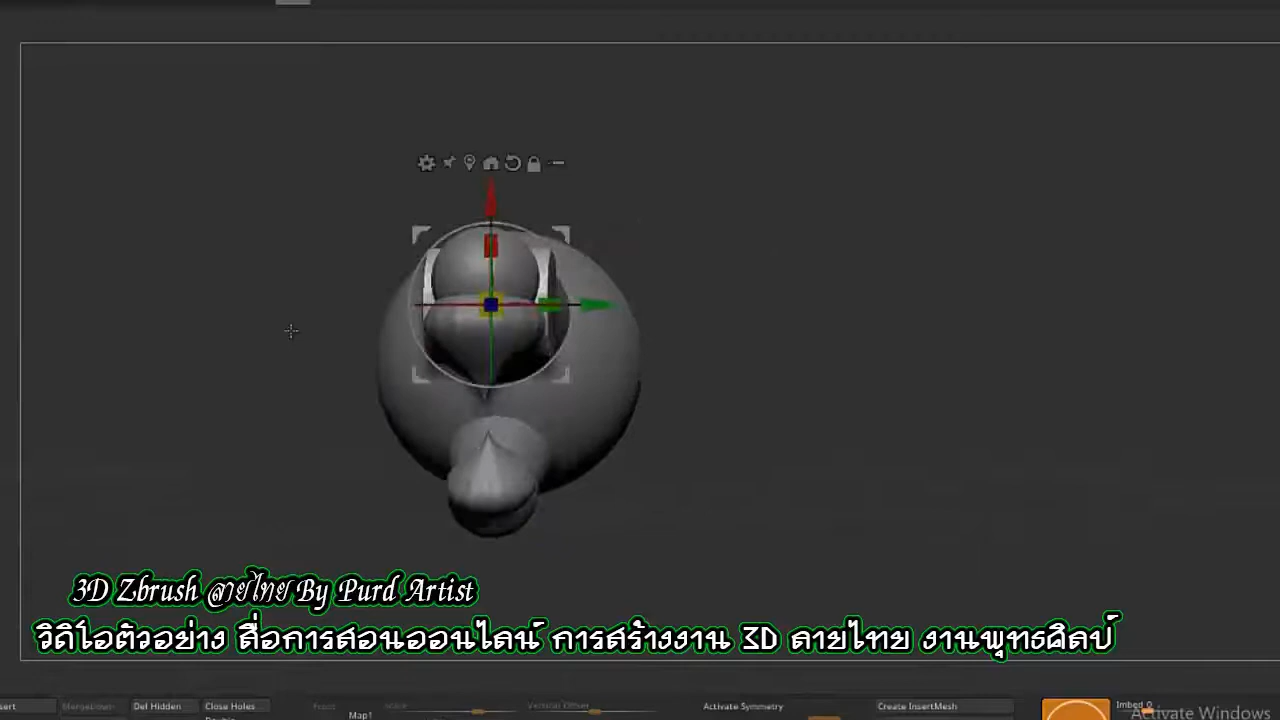 3D Zbrush ลายไทย By Purd Artist
วิดิโอตัวอย่าง สื่อการสอนออนไลน์ การสร้างงาน 3D ลายไทย งานพุทธศิลป์
Del Hidden Close Holes Activate Symmetry Create InsertMesh Imbed 0
Map1 Activate Windows